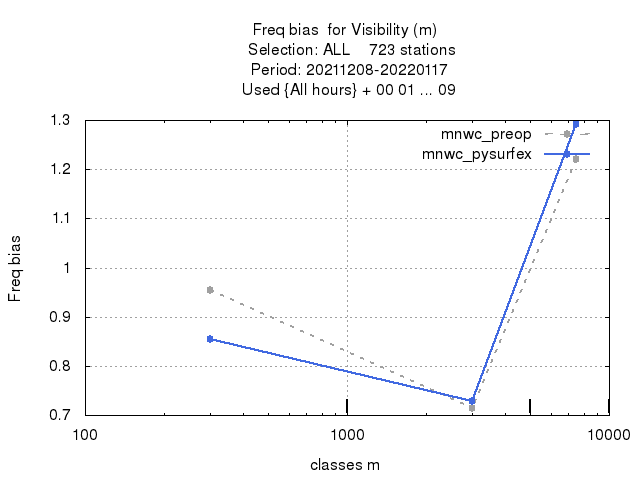 Freq bias  for Visibility (m)
Selection: ALL    723 stations
Period: 20211208-20220117
Used {All hours} + 00 01 ... 09
1.3
mnwc_preop
mnwc_pysurfex
1.2
1.1
1
0.9
0.8
0.7
Freq bias
100
1000
10000
classes m